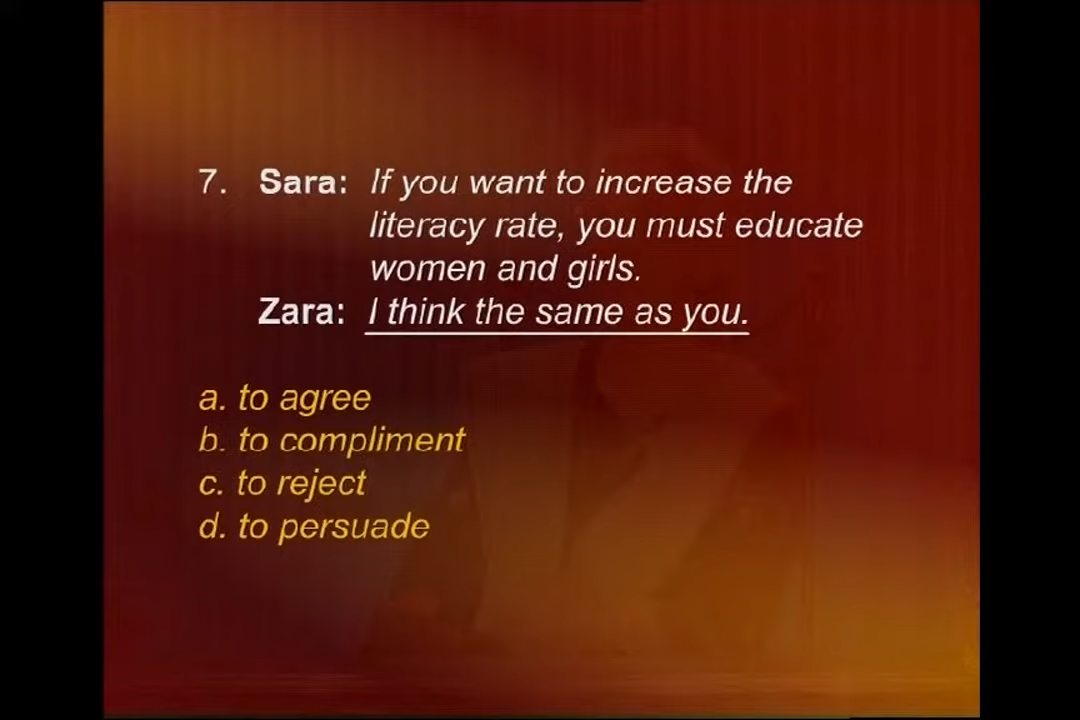 7. Sara: If you want to increase the
literacy rate, you must educate
women and girls.
Zara: I think the same as you.
a. to agree
b. to compliment
c. to reject
d. to persuade